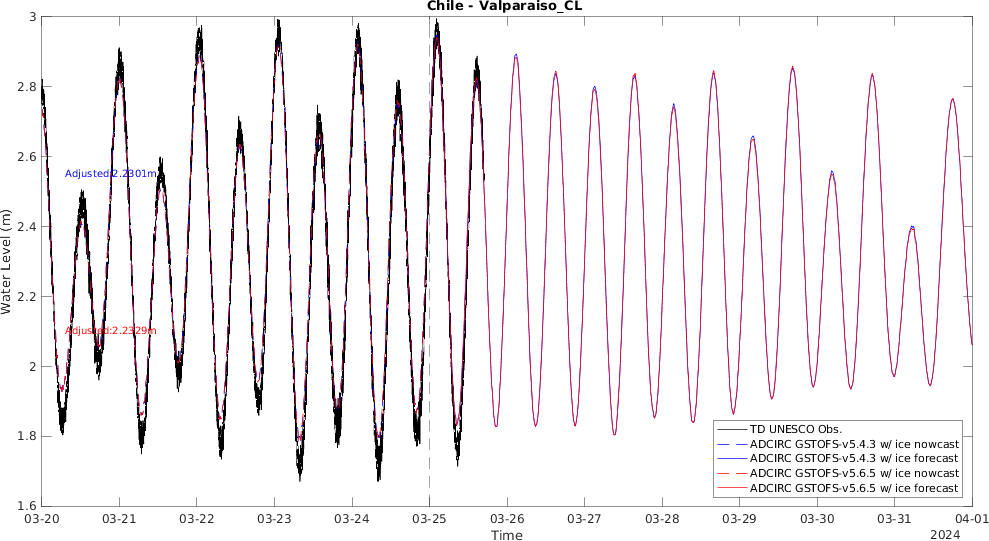 Chile - Valparaiso_CL
3
2.8
2.6
2.4
2.2
2
1.8
1.6
Water Level (m)
Adjusted:2.2301m
Adjusted:2.2329m
TD UNESCO Obs.
ADCIRC GSTOFS-v5.4.3 w/ ice nowcast
ADCIRC GSTOFS-v5.4.3 w/ ice forecast
ADCIRC GSTOFS-v5.6.5 w/ ice nowcast
ADCIRC GSTOFS-v5.6.5 w/ ice forecast
03-20 03-21 03-22 03-23 03-24 03-25 03-26 03-27 03-28 03-29 03-30 03-31 04-01
Time
2024